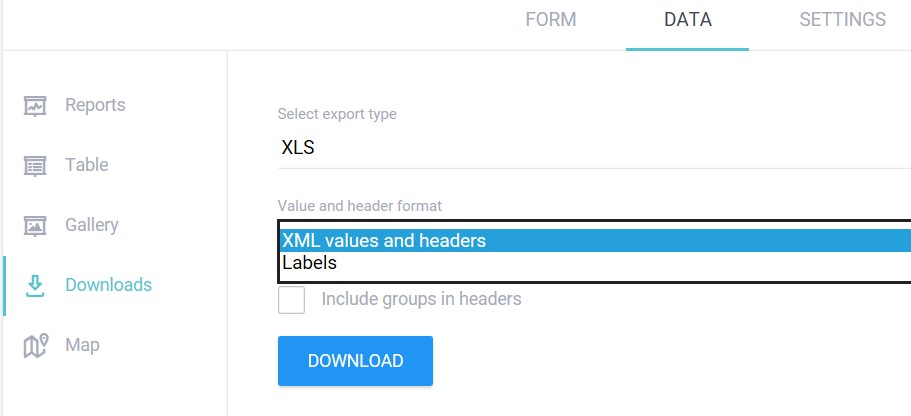 FORM
DATA
SETTINGS
Reports
Table
Gallery
Downloads
Map
Select export type
XLS
Value and header format
XML values and headers
Labels
Include groups in headers
DOWNLOAD